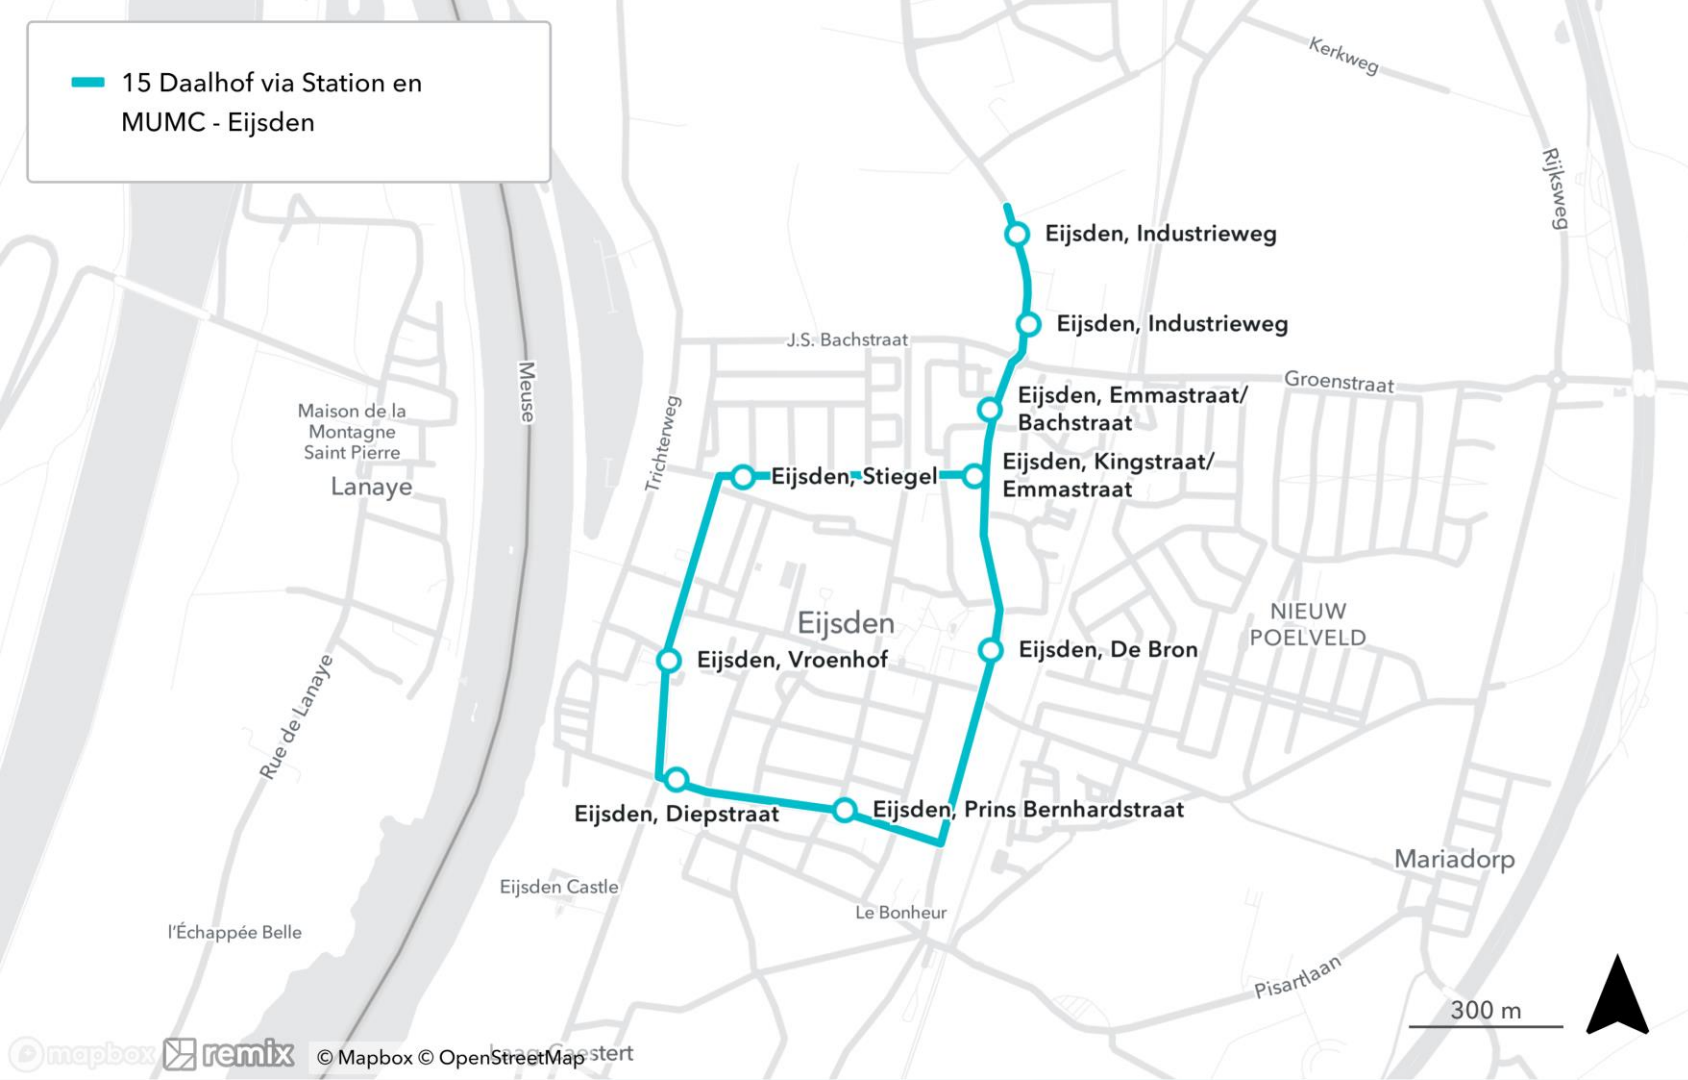 15 Daalhof via Station en
MUMC - Eijsden
Kerkweg
Rijksweg
Eijsden, Industrieweg
Eijsden, Industrieweg
J.S. Bachstraat
Groenstraat
Meuse
Maison de la
Montagne
Saint Pierre
Lanaye
Trichterweg
Eijsden, Emmastraat/
Bachstraat
Eijsden, Stiegel
Eijsden, Kingstraat/
Emmastraat
Eijsden
NIEUW
POELVELD
Eijsden, De Bron
Eijsden, Vroenhof
Rue de Lanaye
Eijsden, Diepstraat
Eijsden, Prins Bernhardstraat
Mariadorp
Eijsden Castle
Le Bonheur
l'Échappée Belle
Pisartlaan
300 m
mapbox remix © Mapbox © OpenStreetMap